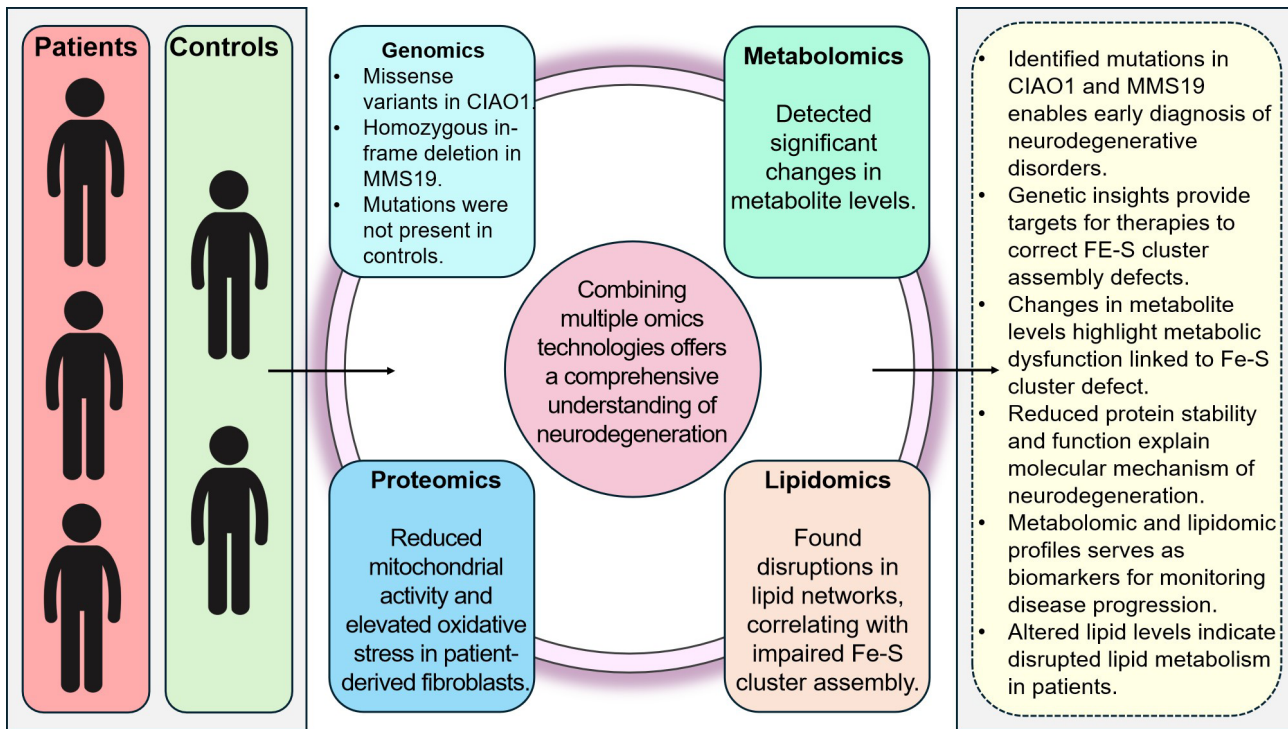 Patients
Controls
Genomics
• Missense
variants in CIAO1.
• Homozygous in-
frame deletion in
MMS19.
• Mutations were
not present in
controls.
Metabolomics
Detected
significant
changes in
metabolite levels.
Combining
multiple omics
technologies offers
a comprehensive
understanding of
neurodegeneration
Proteomics
Reduced
mitochondrial
activity and
elevated oxidative
stress in patient-
derived fibroblasts.
Lipidomics
Found
disruptions in
lipid networks,
correlating with
impaired Fe-S
cluster assembly.
• Identified mutations in
CIAO1 and MMS19
enables early diagnosis of
neurodegenerative
disorders.
• Genetic insights provide
targets for therapies to
correct FE-S cluster
assembly defects.
• Changes in metabolite
levels highlight metabolic
dysfunction linked to Fe-S
cluster defect.
• Reduced protein stability
and function explain
molecular mechanism of
neurodegeneration.
• Metabolomic and lipidomic
profiles serves as
biomarkers for monitoring
disease progression.
• Altered lipid levels indicate
disrupted lipid metabolism
in patients.